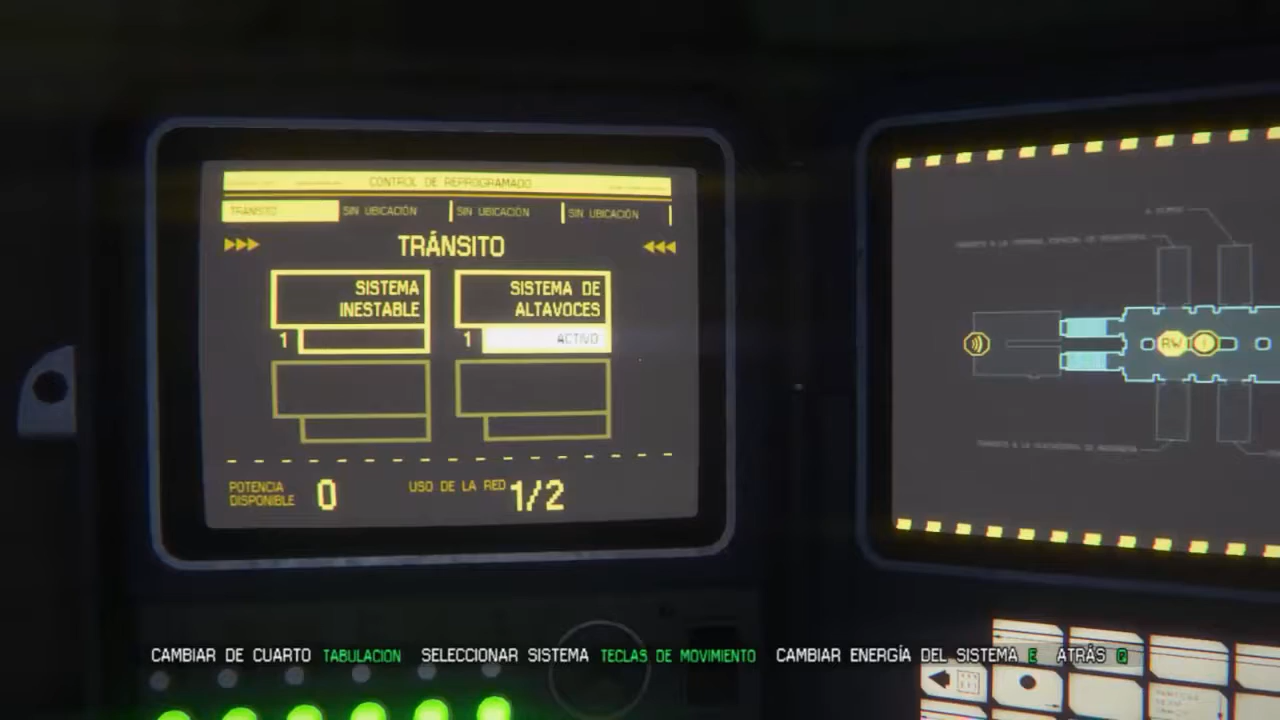 CONTROL DE REPROGRAMADO
TRÁNSITO
SIN UBICACIÓN
SIN UBICACIÓN
SIN UBICACIÓN
TRÁNSITO
SISTEMA
INESTABLE
1
SISTEMA DE
ALTAVOCES
1 ACTIVO
POTENCIA
DISPONIBLE 0
USO DE LA RED 1/2
RW
CAMBIAR DE CUARTO TABULACION SELECCIONAR SISTEMA TECLAS DE MOVIMIENTO CAMBIAR ENERGÍA DEL SISTEMA E ATRÁS Q